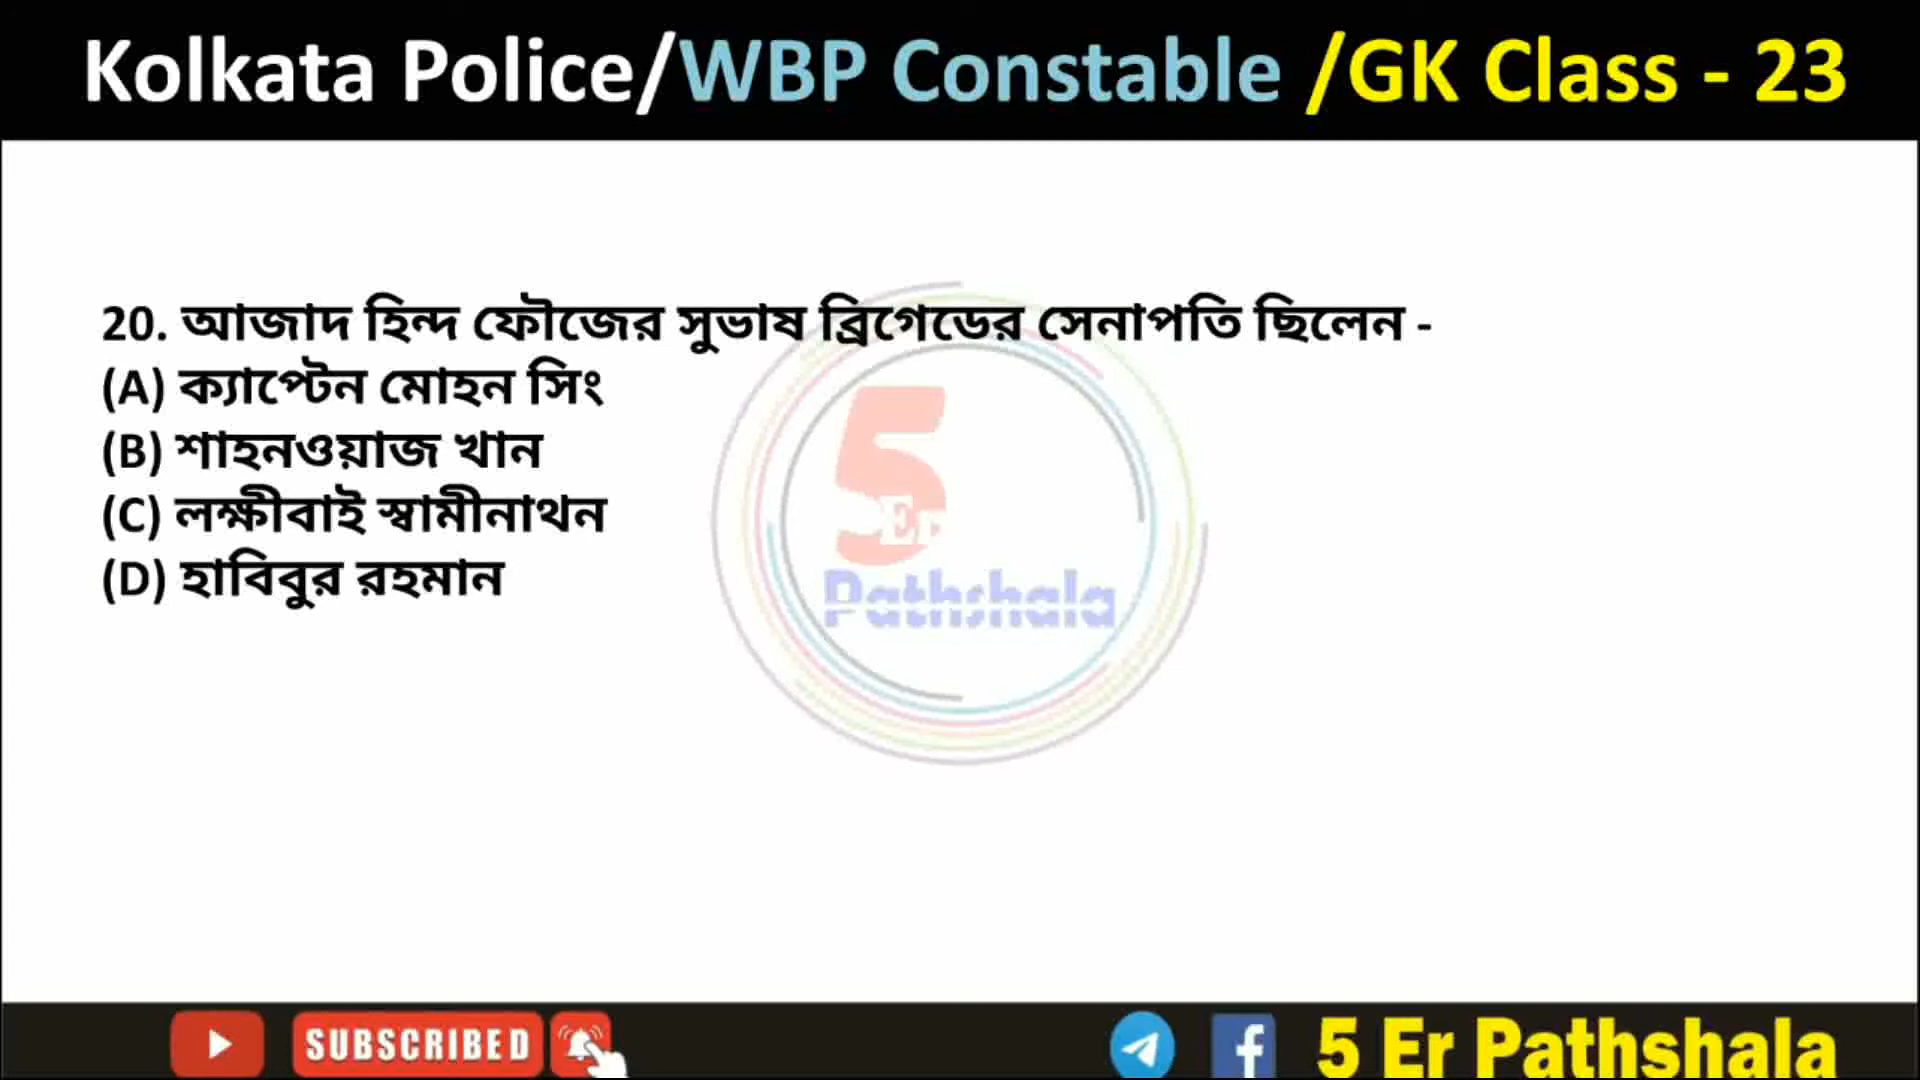 Kolkata Police/WBP Constable /GK Class - 23
20. আজাদ হিন্দ ফৌজের সুভাষ ব্রিগেডের সেনাপতি ছিলেন -
(A) ক্যাপ্টেন মোহন সিং
(B) শাহনওয়াজ খান
(C) লক্ষীবাই স্বামীনাথন
(D) হাবিবুর রহমান
5
Er
Pathshala
SUBSCRIBED
5 Er Pathshala